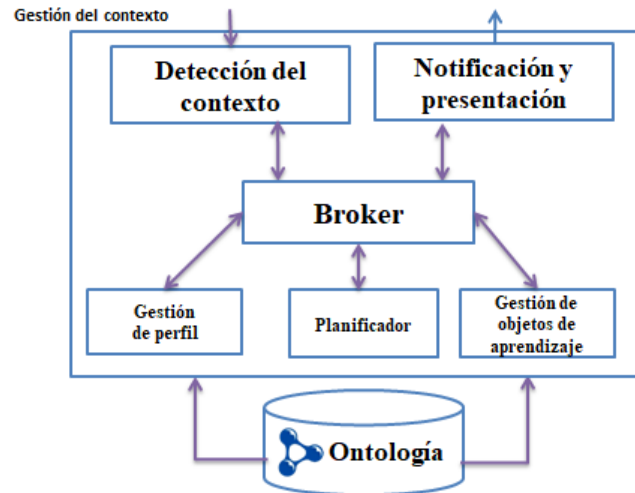 Gestión del contexto
Detección del
contexto
Notificación y
presentación
Broker
Gestión
de perfil
Planificador
Gestión de
objetos de
aprendizaje
Ontología